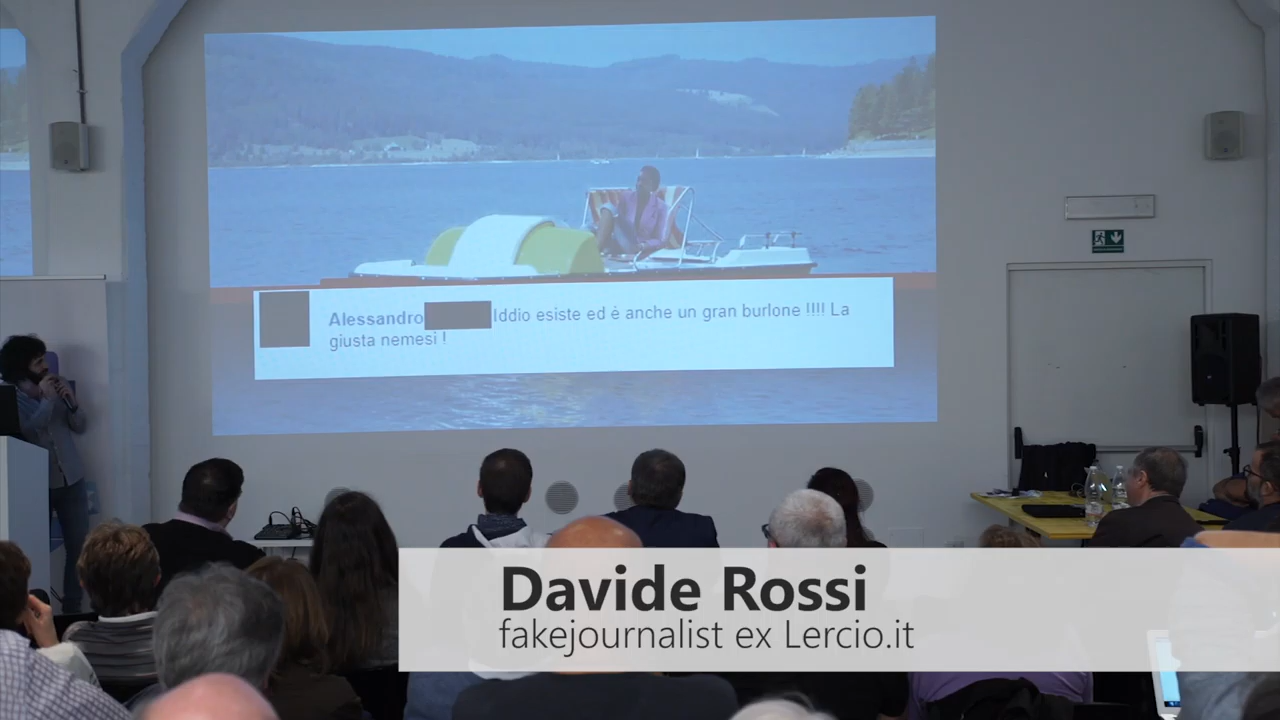 Alessandro Iddio esiste ed é anche un gran burlone !!!! La
giusta nemesi !
Davide Rossi
fakejournalist ex Lercio.it